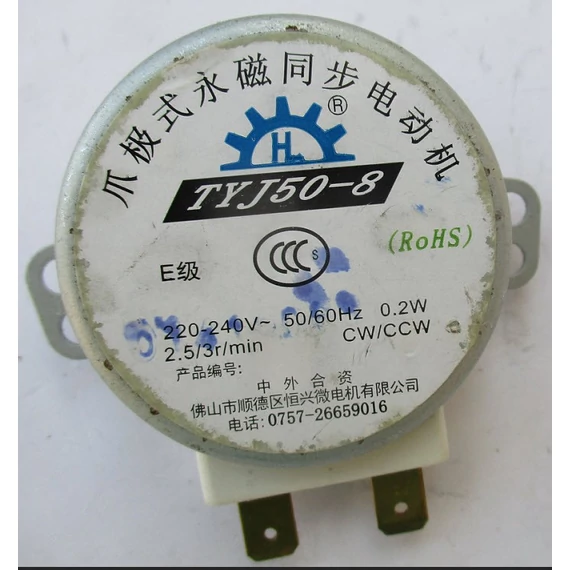 爪极式永磁同步电动机
®
H
TYJ50-8
CCC S
(RoHS)
E级
220-240V~ 50/60Hz 0.2W
2.5/3r/min CW/CCW
产品编号:
中外合资
佛山市顺德区恒兴微电机有限公司
电话:0757-26659016